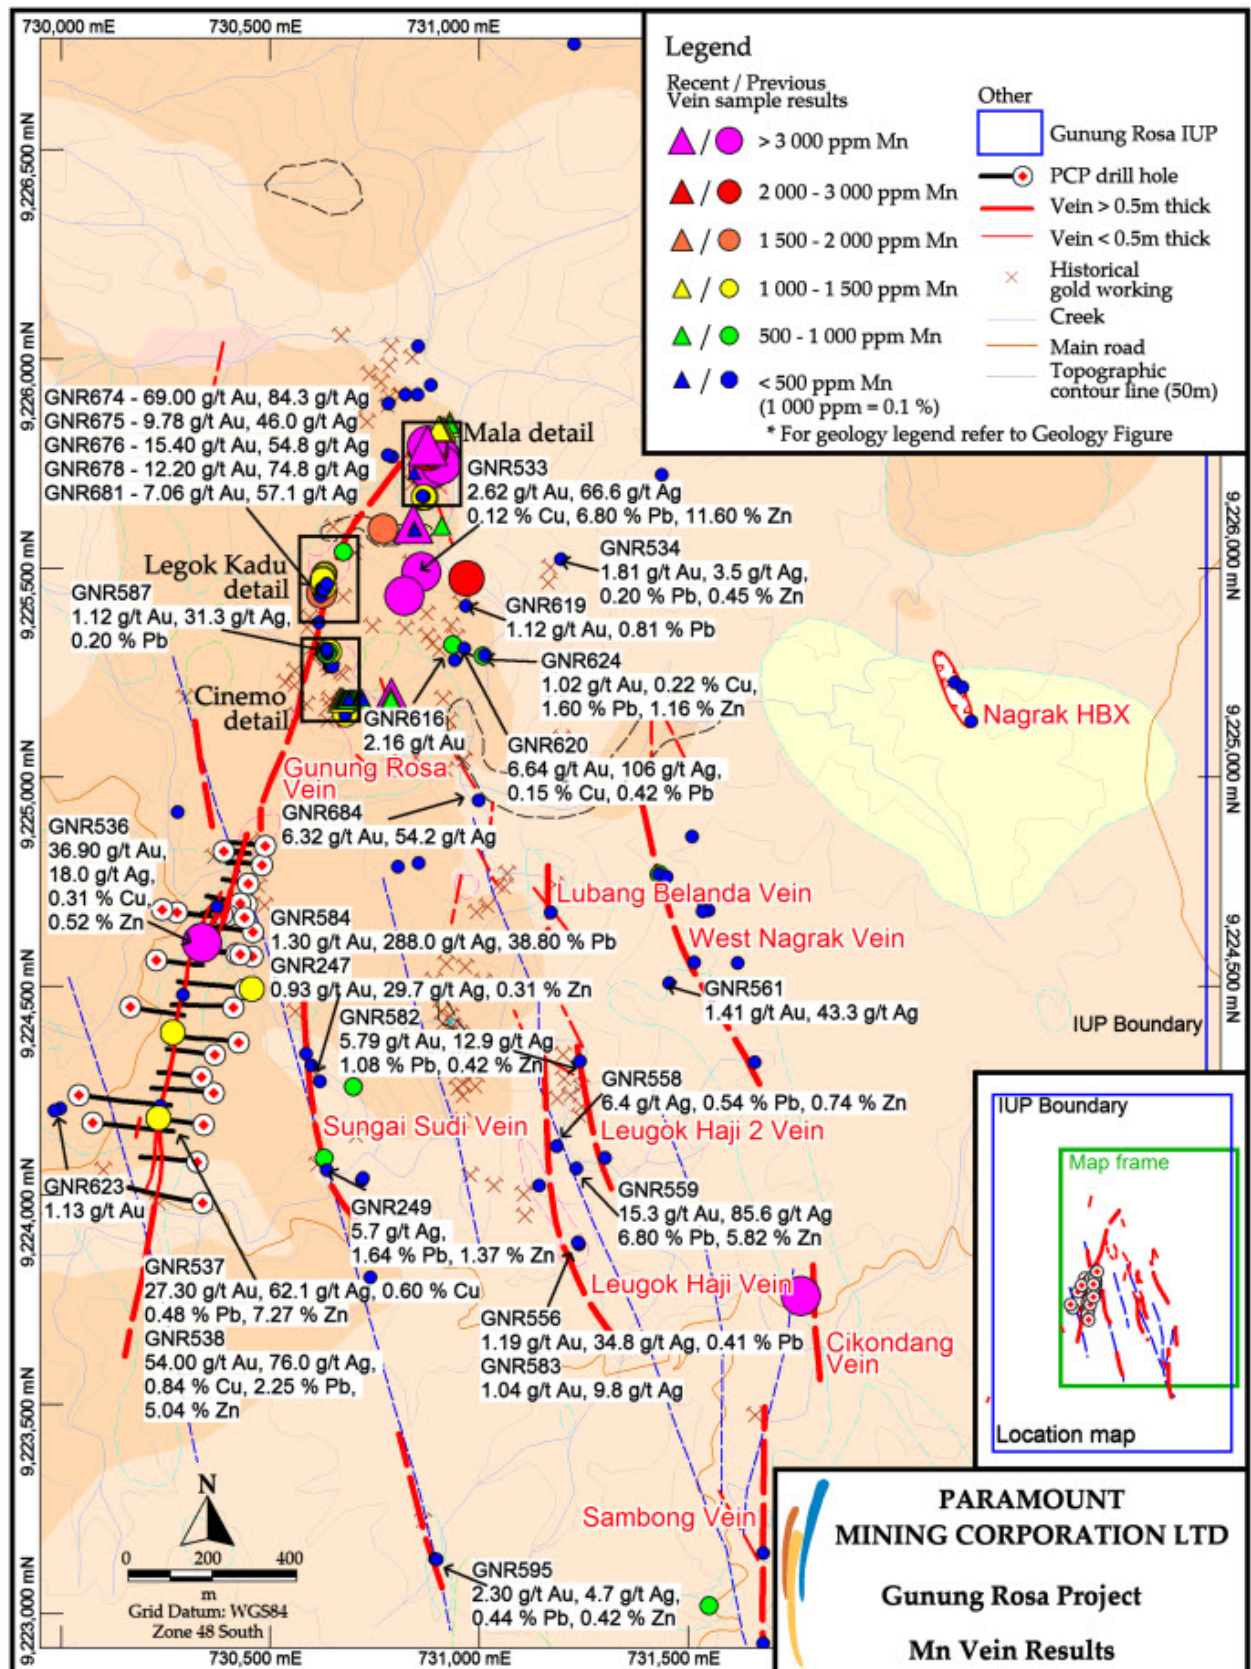 730,000 mE 730,500 mE 731,000 mE
9,226,500 mN
9,226,000 mN
9,225,500 mN
9,225,000 mN
9,224,500 mN
9,224,000 mN
9,223,500 mN
9,223,000 mN
Legend
Recent / Previous
Vein sample results
/ > 3 000 ppm Mn
/ 2 000 - 3 000 ppm Mn
/ 1 500 - 2 000 ppm Mn
/ 1 000 - 1 500 ppm Mn
/ 500 - 1 000 ppm Mn
/ < 500 ppm Mn
(1 000 ppm = 0.1 %)
Other
Gunung Rosa IUP
PCP drill hole
Vein > 0.5m thick
Vein < 0.5m thick
Historical
gold working
Creek
Main road
Topographic
contour line (50m)
* For geology legend refer to Geology Figure
GNR674 - 69.00 g/t Au, 84.3 g/t Ag
GNR675 - 9.78 g/t Au, 46.0 g/t Ag
GNR676 - 15.40 g/t Au, 54.8 g/t Ag
GNR678 - 12.20 g/t Au, 74.8 g/t Ag
GNR681 - 7.06 g/t Au, 57.1 g/t Ag
Mala detail
GNR533
2.62 g/t Au, 66.6 g/t Ag
0.12 % Cu, 6.80 % Pb, 11.60 % Zn
Legok Kadu
detail
GNR534
1.81 g/t Au, 3.5 g/t Ag,
0.20 % Pb, 0.45 % Zn
GNR587
1.12 g/t Au, 31.3 g/t Ag,
0.20 % Pb
GNR619
1.12 g/t Au, 0.81 % Pb
GNR624
1.02 g/t Au, 0.22 % Cu,
1.60 % Pb, 1.16 % Zn
Cinemo
detail
GNR616
2.16 g/t Au
GNR620
6.64 g/t Au, 106 g/t Ag,
0.15 % Cu, 0.42 % Pb
Nagrak HBX
Gunung Rosa
Vein
GNR684
6.32 g/t Au, 54.2 g/t Ag
GNR536
36.90 g/t Au,
18.0 g/t Ag,
0.31 % Cu,
0.52 % Zn
Lubang Belanda Vein
GNR584
1.30 g/t Au, 288.0 g/t Ag, 38.80 % Pb
West Nagrak Vein
GNR247
0.93 g/t Au, 29.7 g/t Ag, 0.31 % Zn
GNR561
1.41 g/t Au, 43.3 g/t Ag
GNR582
5.79 g/t Au, 12.9 g/t Ag
1.08 % Pb, 0.42 % Zn
IUP Boundary
GNR558
6.4 g/t Ag, 0.54 % Pb, 0.74 % Zn
Sungai Sudi Vein
Leugok Haji 2 Vein
GNR623
1.13 g/t Au
GNR249
5.7 g/t Ag,
1.64 % Pb, 1.37 % Zn
GNR559
15.3 g/t Au, 85.6 g/t Ag
6.80 % Pb, 5.82 % Zn
GNR537
27.30 g/t Au, 62.1 g/t Ag, 0.60 % Cu
0.48 % Pb, 7.27 % Zn
GNR538
54.00 g/t Au, 76.0 g/t Ag,
0.84 % Cu, 2.25 % Pb,
5.04 % Zn
Leugok Haji Vein
GNR556
1.19 g/t Au, 34.8 g/t Ag, 0.41 % Pb
GNR583
1.04 g/t Au, 9.8 g/t Ag
Cikondang
Vein
Sambong Vein
GNR595
2.30 g/t Au, 4.7 g/t Ag,
0.44 % Pb, 0.42 % Zn
N
0 200 400
m
Grid Datum: WGS84
Zone 48 South
730,500 mE 731,000 mE 731,500 mE
9,226,000 mN
9,225,500 mN
9,225,000 mN
9,224,500 mN
IUP Boundary
Map frame
Location map
PARAMOUNT
MINING CORPORATION LTD
Gunung Rosa Project
Mn Vein Results